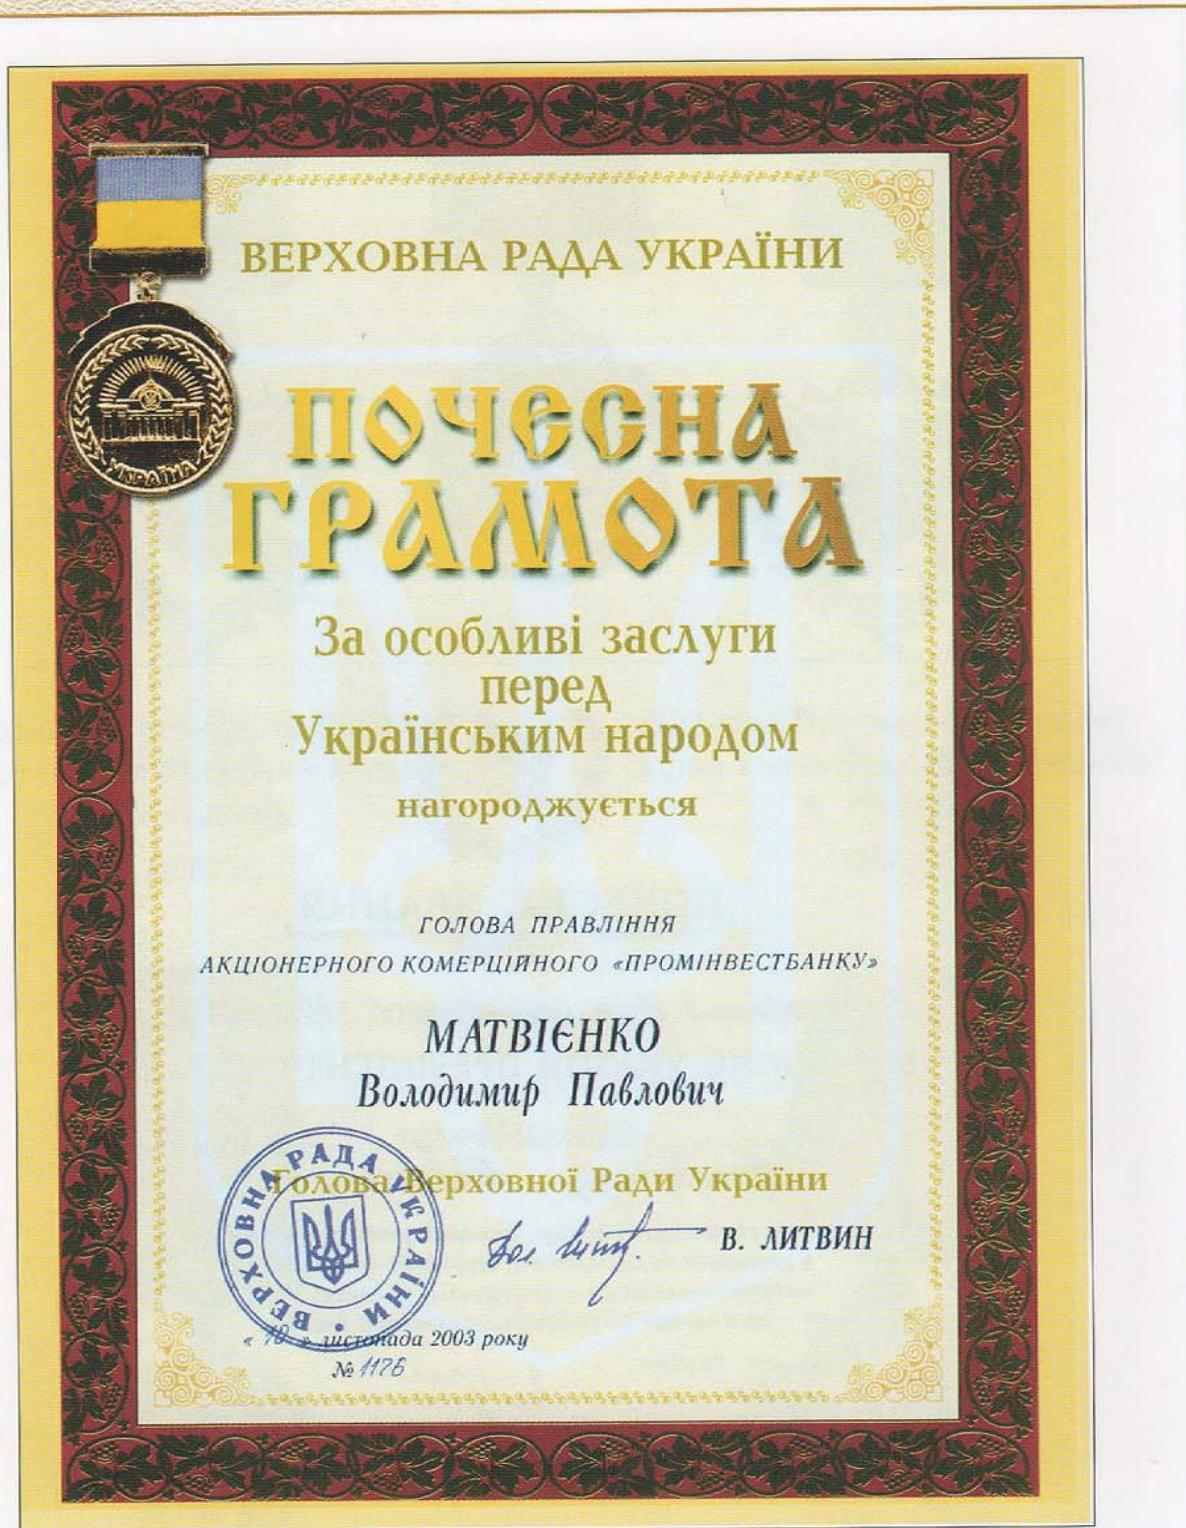 ВЕРХОВНА РАДА УКРАЇНИ
УКРАЇНА
ПОЧЕСНА
ГРАМОТА
За особливі заслуги
перед
Українським народом
нагороджується
ГОЛОВА ПРАВЛІННЯ
АКЦІОНЕРНОГО КОМЕРЦІЙНОГО «ПРОМІНВЕСТБАНКУ»
МАТВІЄНКО
Володимир Павлович
Голова Верховної Ради України
В. ЛИТВИН
ВЕРХОВНА РАДА УКРАЇНИ
« 10 » листопада 2003 року
№ 1176